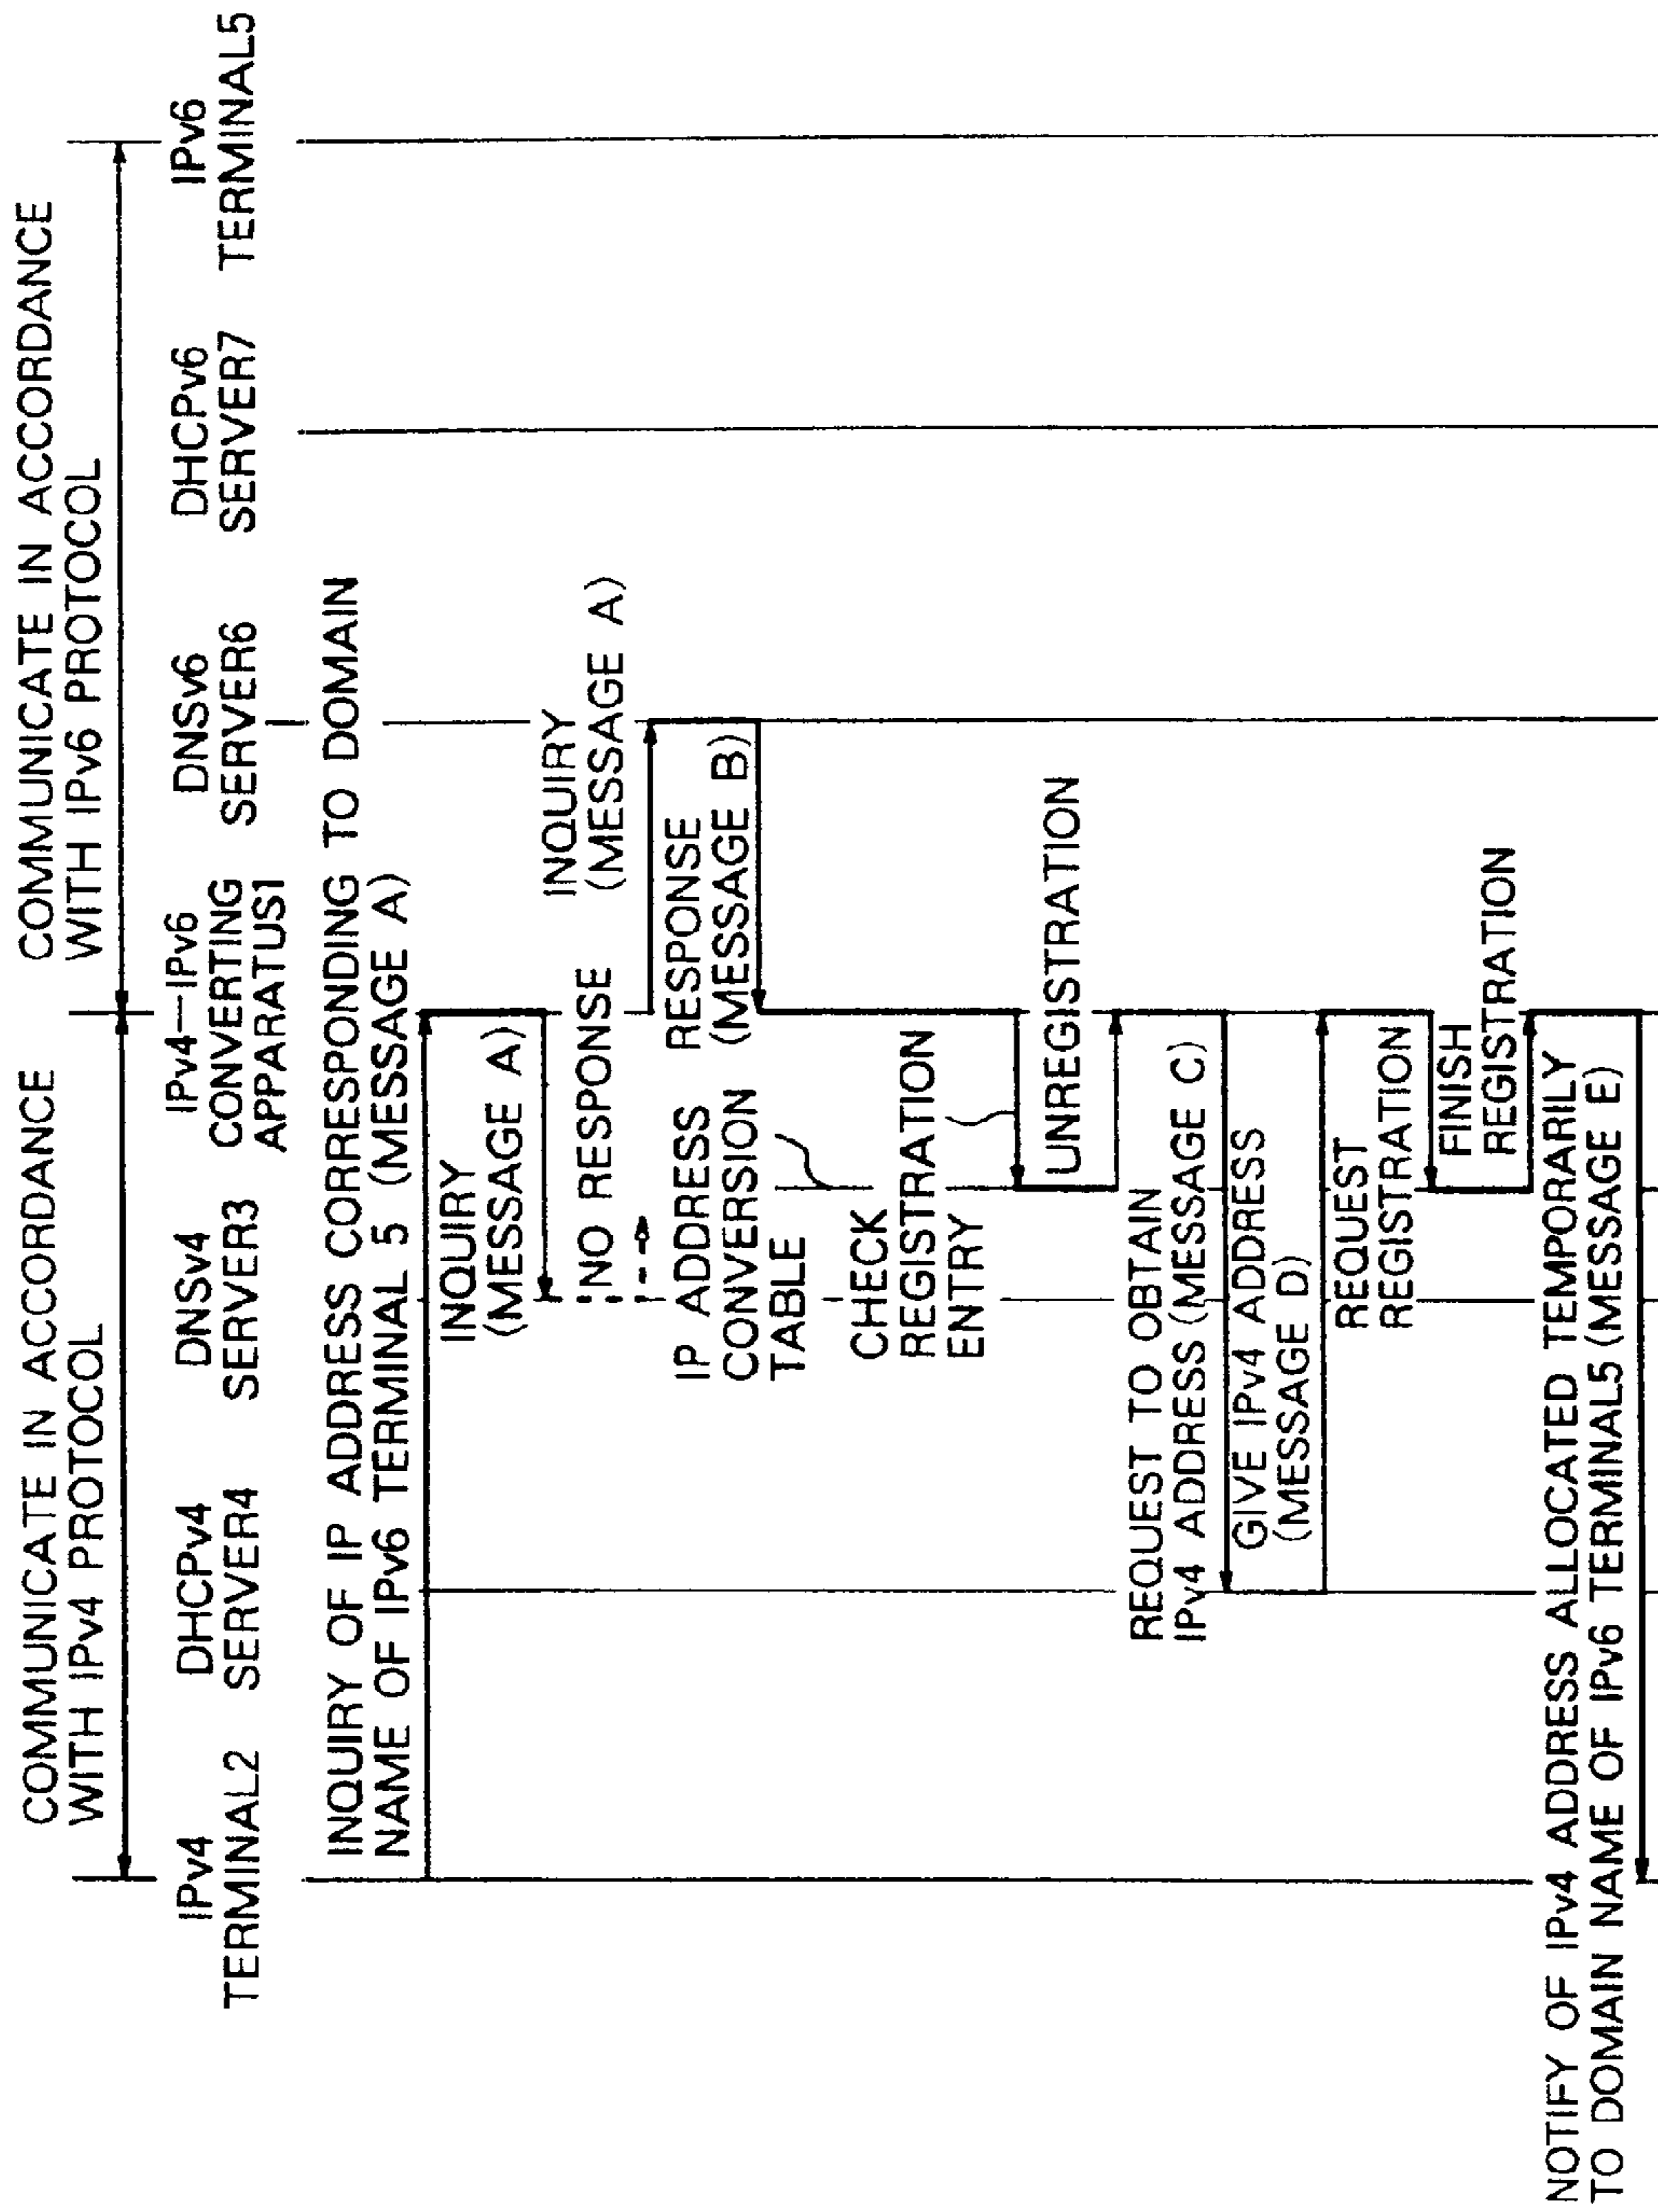 COMMUNICATE IN ACCORDANCE
WITH IPv4 PROTOCOL
COMMUNICATE IN ACCORDANCE
WITH IPv6 PROTOCOL
IPv4
TERMINAL2
DHCPv4
SERVER4
DNSv4
SERVER3
IPv4—IPv6
CONVERTING
APPARATUS1
DNSv6
SERVER6
DHCPv6
SERVER7
IPv6
TERMINAL5
INQUIRY OF IP ADDRESS CORRESPONDING TO DOMAIN
NAME OF IPv6 TERMINAL 5 (MESSAGE A)
INQUIRY
(MESSAGE A)
NO RESPONSE
INQUIRY
(MESSAGE A)
RESPONSE
(MESSAGE B)
IP ADDRESS
CONVERSION
TABLE
CHECK
REGISTRATION
ENTRY
UNREGISTRATION
REQUEST TO OBTAIN
IPv4 ADDRESS (MESSAGE C)
GIVE IPv4 ADDRESS
(MESSAGE D)
REQUEST
REGISTRATION
FINISH
REGISTRATION
NOTIFY OF IPv4 ADDRESS ALLOCATED TEMPORARILY
TO DOMAIN NAME OF IPv6 TERMINAL5 (MESSAGE E)